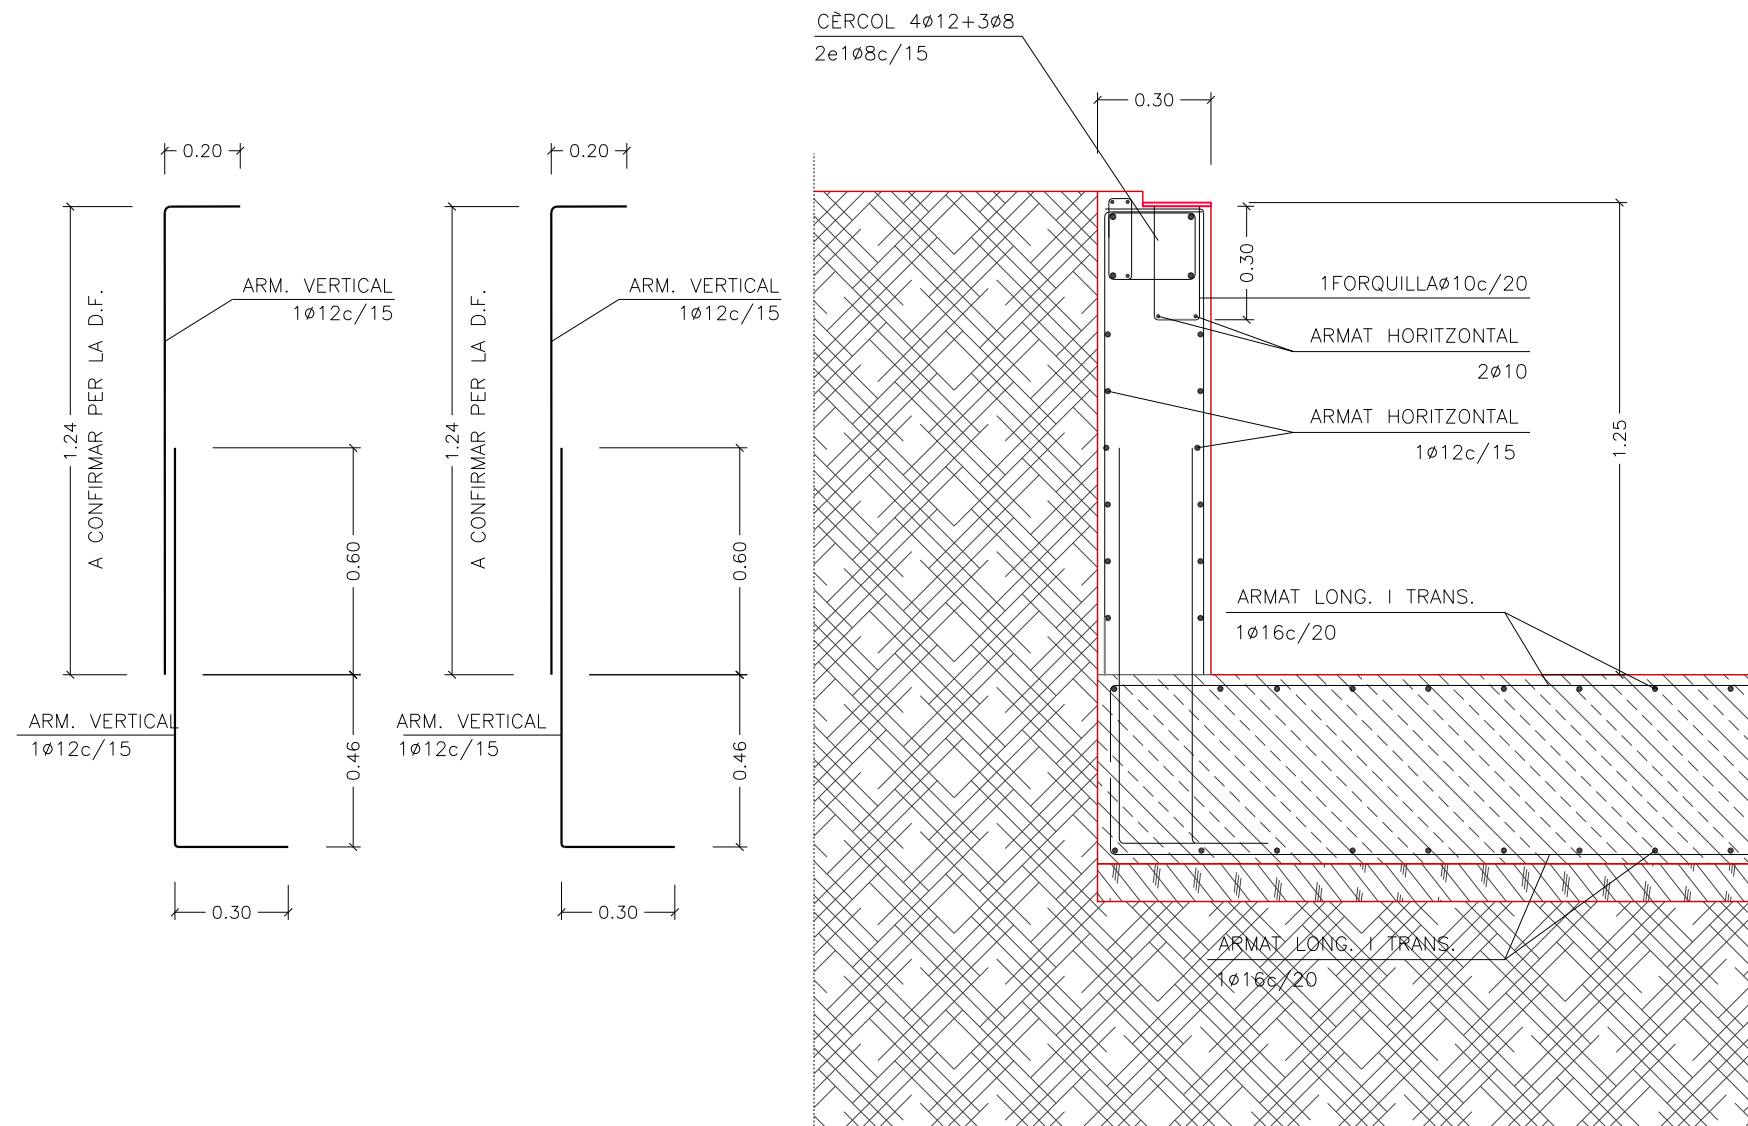 CÈRCOL 4ø12+3ø8
2e1ø8c/15
0.30
0.20
0.20
ARM. VERTICAL
1ø12c/15
ARM. VERTICAL
1ø12c/15
1.24
A CONFIRMAR PER LA D.F.
1.24
A CONFIRMAR PER LA D.F.
0.30
1FORQUILLAø10c/20
ARMAT HORITZONTAL
2ø10
ARMAT HORITZONTAL
1ø12c/15
1.25
0.60
0.60
ARMAT LONG. I TRANS.
1ø16c/20
ARM. VERTICAL
1ø12c/15
ARM. VERTICAL
1ø12c/15
0.46
0.46
0.30
0.30
ARMAT LONG. I TRANS.
1ø16c/20